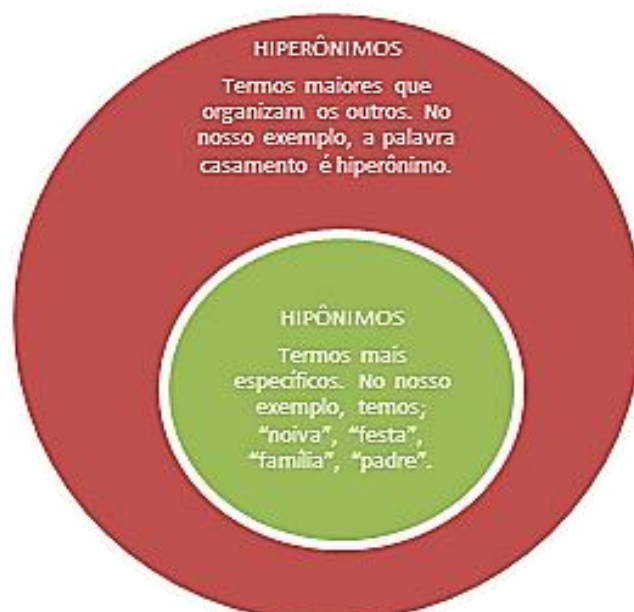 HIPERÔNIMOS
Termos maiores que
organizam os outros. No
nosso exemplo, a palavra
casamento é hiperônimo.
HIPÔNIMOS
Termos mais
específicos. No nosso
exemplo, temos;
“noiva”, “festa”,
“família”, “padre”.